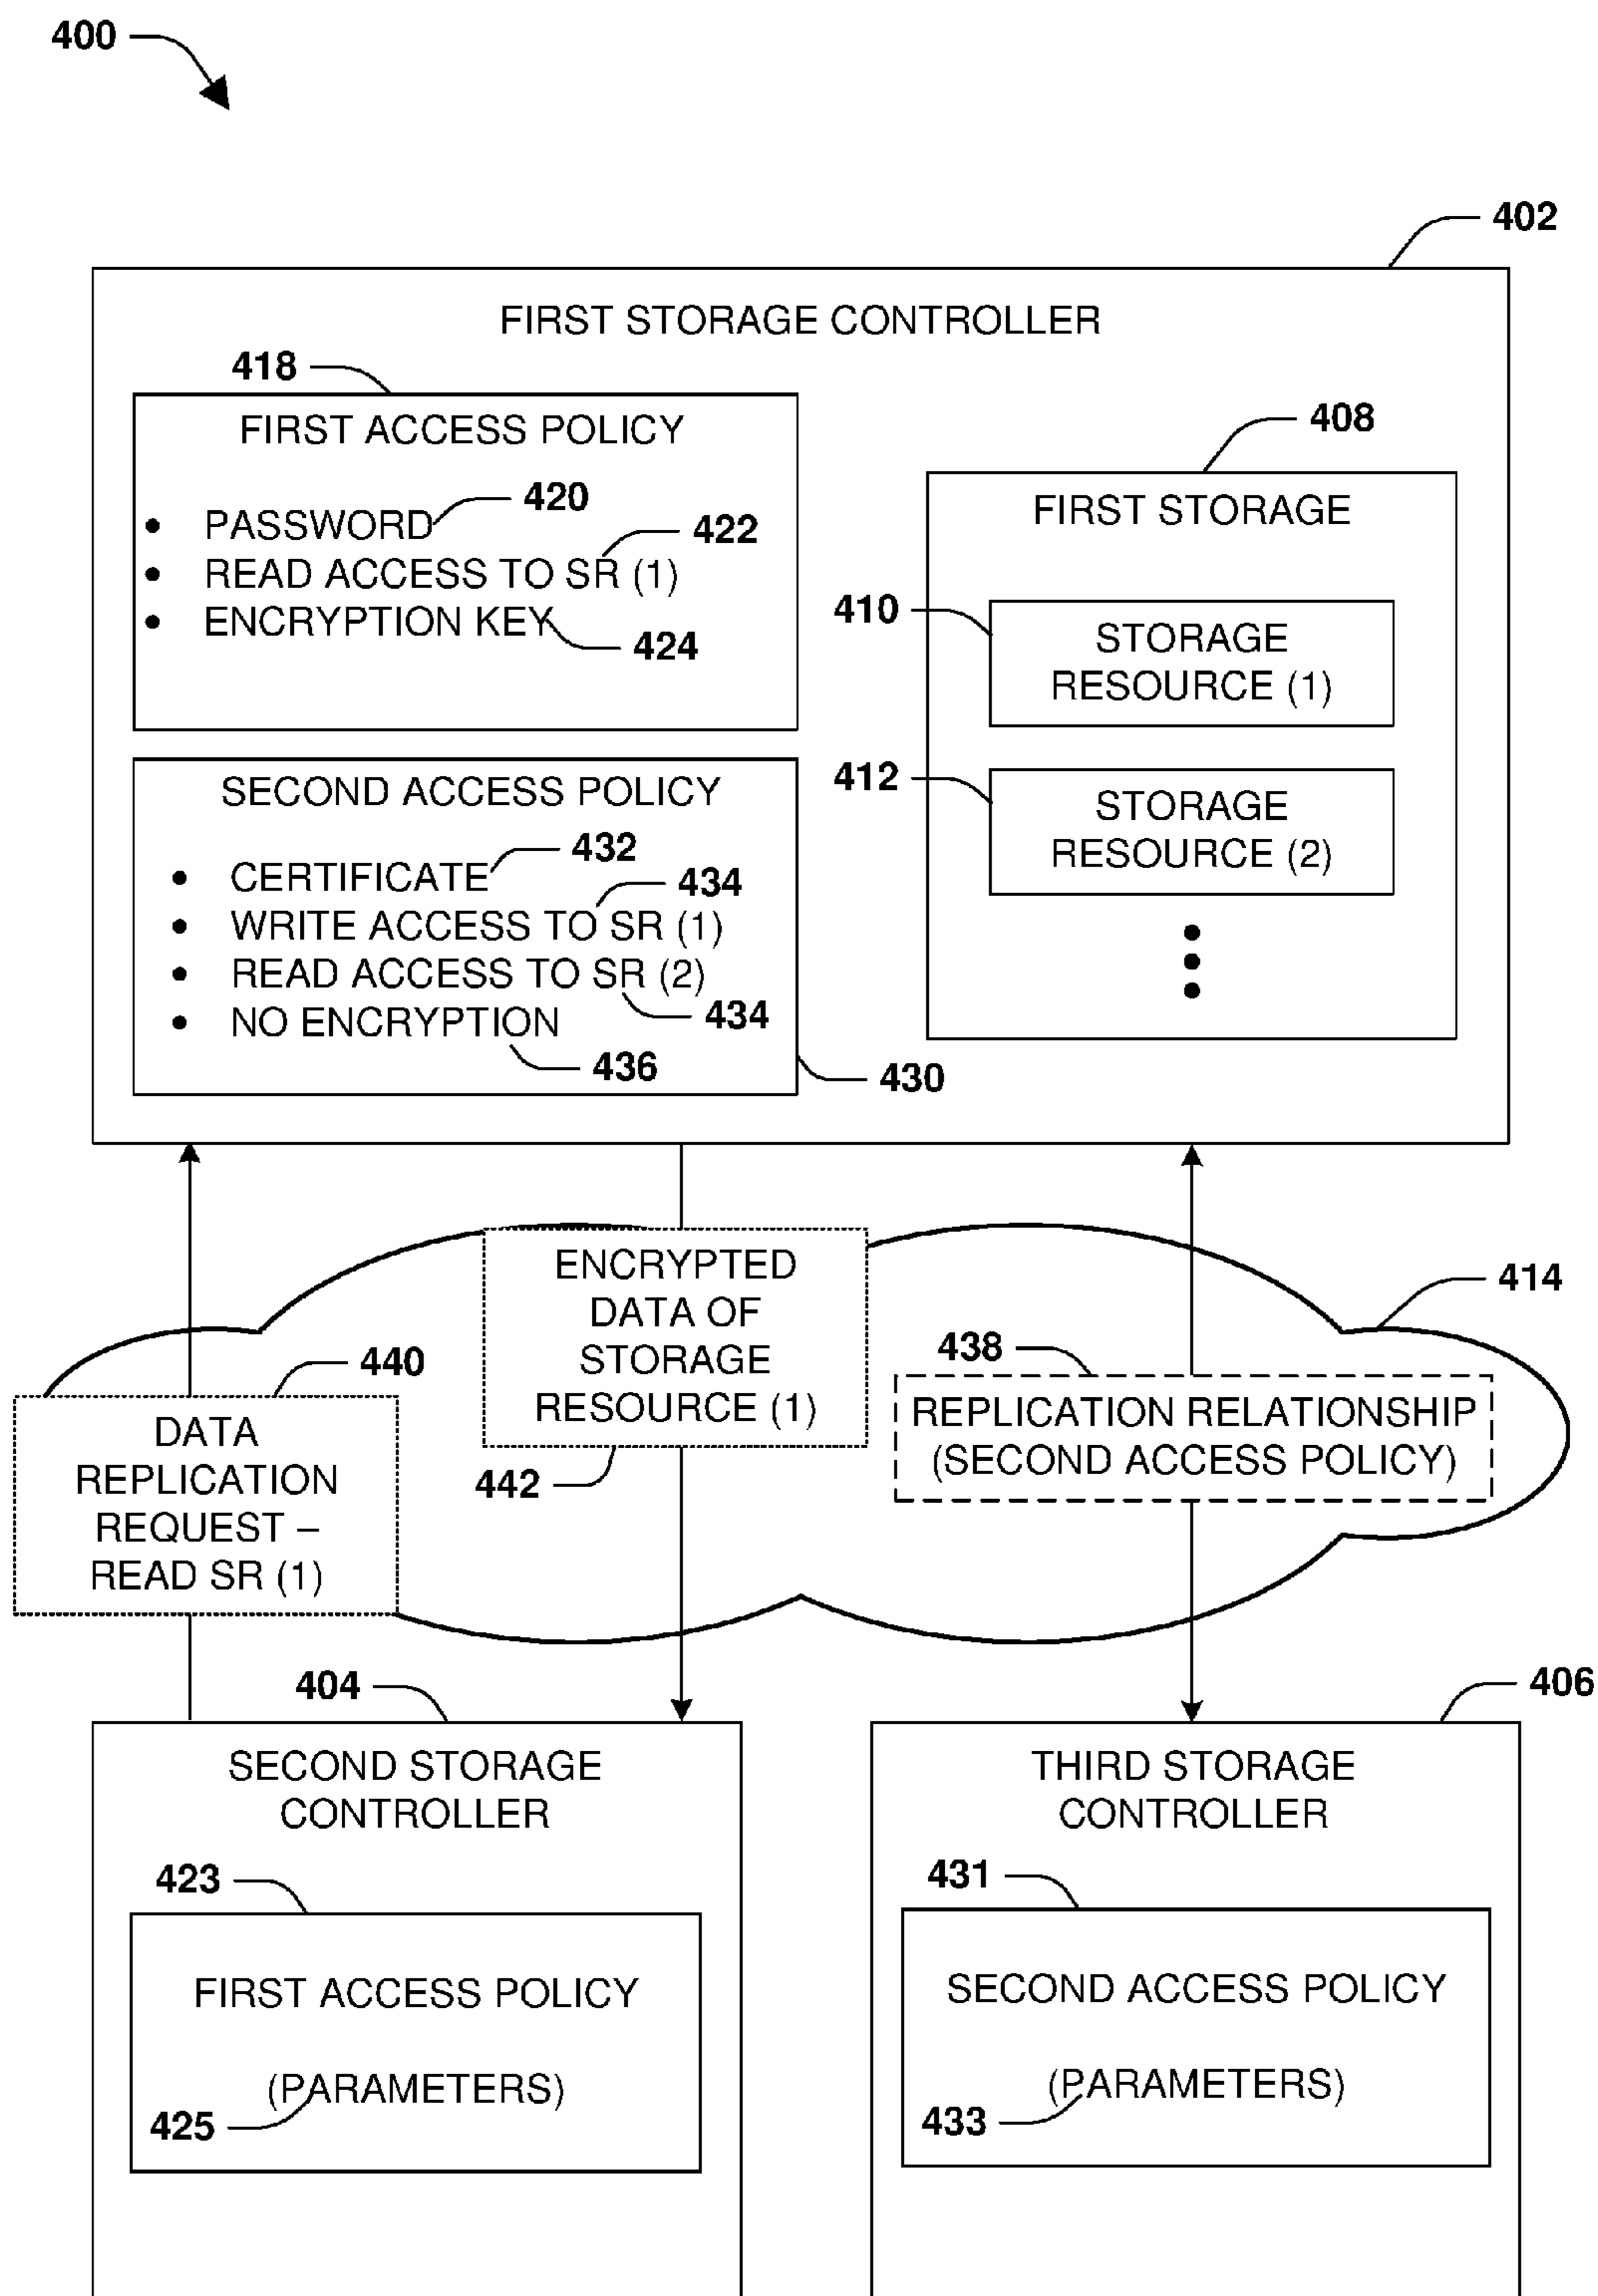 400
402
FIRST STORAGE CONTROLLER
418
FIRST ACCESS POLICY
420
• PASSWORD
422
• READ ACCESS TO SR (1)
• ENCRYPTION KEY
424
408
FIRST STORAGE
410
STORAGE
RESOURCE (1)
412
STORAGE
RESOURCE (2)
SECOND ACCESS POLICY
432
• CERTIFICATE
434
• WRITE ACCESS TO SR (1)
• READ ACCESS TO SR (2)
434
• NO ENCRYPTION
436
430
414
440
DATA
REPLICATION
REQUEST –
READ SR (1)
ENCRYPTED
DATA OF
STORAGE
RESOURCE (1)
442
438
REPLICATION RELATIONSHIP
(SECOND ACCESS POLICY)
404
SECOND STORAGE
CONTROLLER
423
FIRST ACCESS POLICY
(PARAMETERS)
425
406
THIRD STORAGE
CONTROLLER
431
SECOND ACCESS POLICY
(PARAMETERS)
433